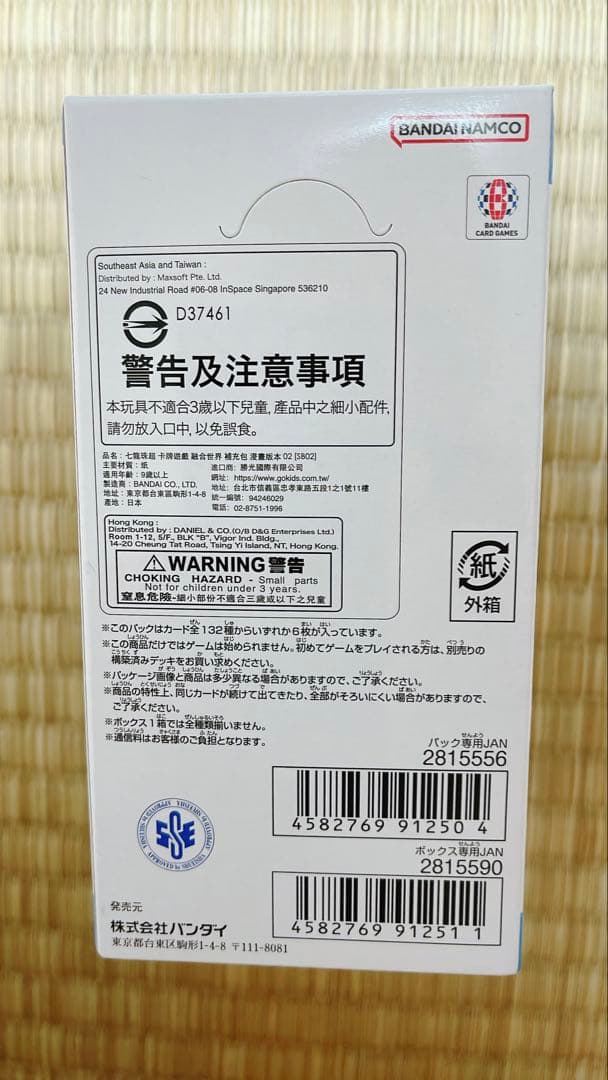 BANDAI NAMCO
BANDAI
CARD GAMES
Southeast Asia and Taiwan :
Distributed by : Maxsoft Pte. Ltd.
24 New Industrial Road #06-08 InSpace Singapore 536210
D37461
警告及注意事項
本玩具不適合3歲以下兒童, 產品中之細小配件,
請勿放入口中, 以免誤食。
品名：七龍珠超 卡牌遊戲 融合世界 補充包 漫畫版本 02 [SB02]
主要材質：紙
適用年齡：9歲以上
製造商：BANDAI CO., LTD.
地址：東京都台東區駒形1-4-8
產地：日本
進口商：勝光國際有限公司
網址：https://www.gokids.com.tw/
地址：台北市信義區忠孝東路五段1之1號11樓
統一編號：94246029
電話：02-8751-1996
Hong Kong :
Distributed by : DANIEL & CO.(O/B D&G Enterprises Ltd.)
Room 1-12, 5/F., BLK "B", Vigor Ind. Bldg.,
14-20 Cheung Tat Road, Tsing Yi Island, NT, Hong Kong.
WARNING 警告
CHOKING HAZARD - Small parts
Not for children under 3 years.
窒息危險-細小部份不適合三歲或以下之兒童
紙
外箱
※このパックはカード全132種からいずれか6枚が入っています。
※この商品だけではゲームは始められません。初めてゲームをプレイされる方は、別売りの
構築済みデッキをお買い求めください。
※パッケージ画像と商品は多少異なる場合がありますので、ご了承ください。
※商品の特性上、同じカードが続けて出てきたり、全部がそろいにくい場合がありますので、
ご了承ください。
※ボックス1箱では全種類揃いません。
※通信料はお客様のご負担となります。
パック専用JAN
2815556
4582769 912504
ボックス専用JAN
2815590
4582769 912511
発売元
株式会社バンダイ
東京都台東区駒形1-4-8 〒111-8081